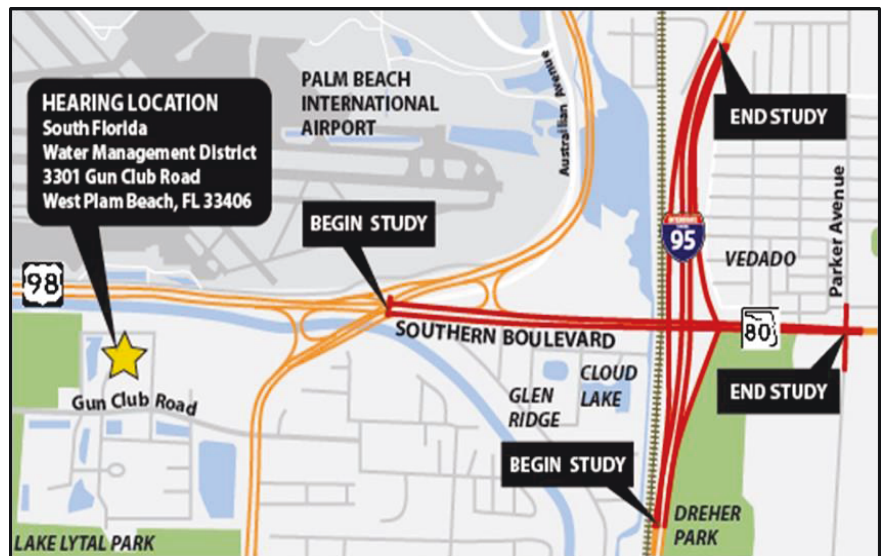 HEARING LOCATION
South Florida
Water Management District
3301 Gun Club Road
West Plam Beach, FL 33406
PALM BEACH
INTERNATIONAL
AIRPORT
Australian Avenue
END STUDY
BEGIN STUDY
95
VEDADO
Parker Avenue
98
SOUTHERN BOULEVARD
80
CLOUD
LAKE
GLEN
RIDGE
END STUDY
Gun Club Road
BEGIN STUDY
DREHER
PARK
LAKE LYTAL PARK